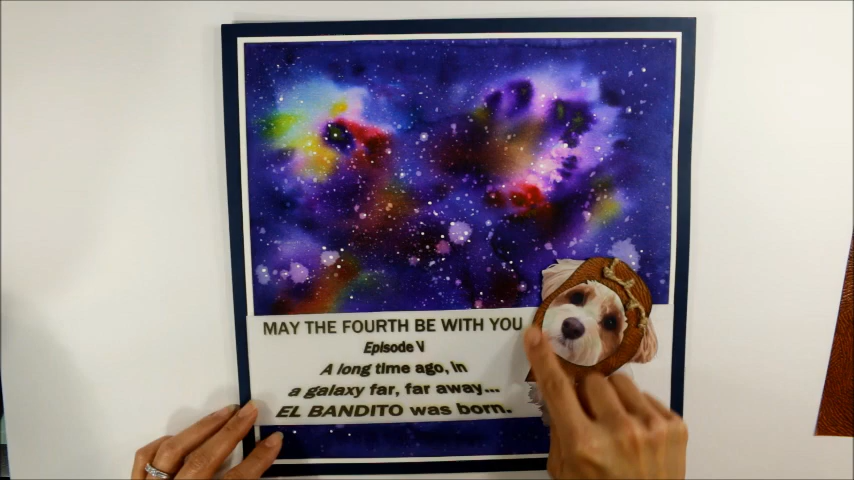 MAY THE FOURTH BE WITH YOU
Episode V
A long time ago, in
a galaxy far, far away...
EL BANDITO was born.